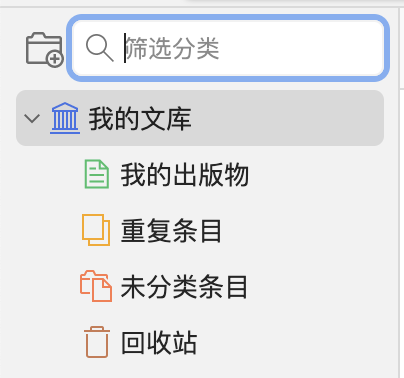 筛选分类
我的文库
我的出版物
重复条目
未分类条目
回收站